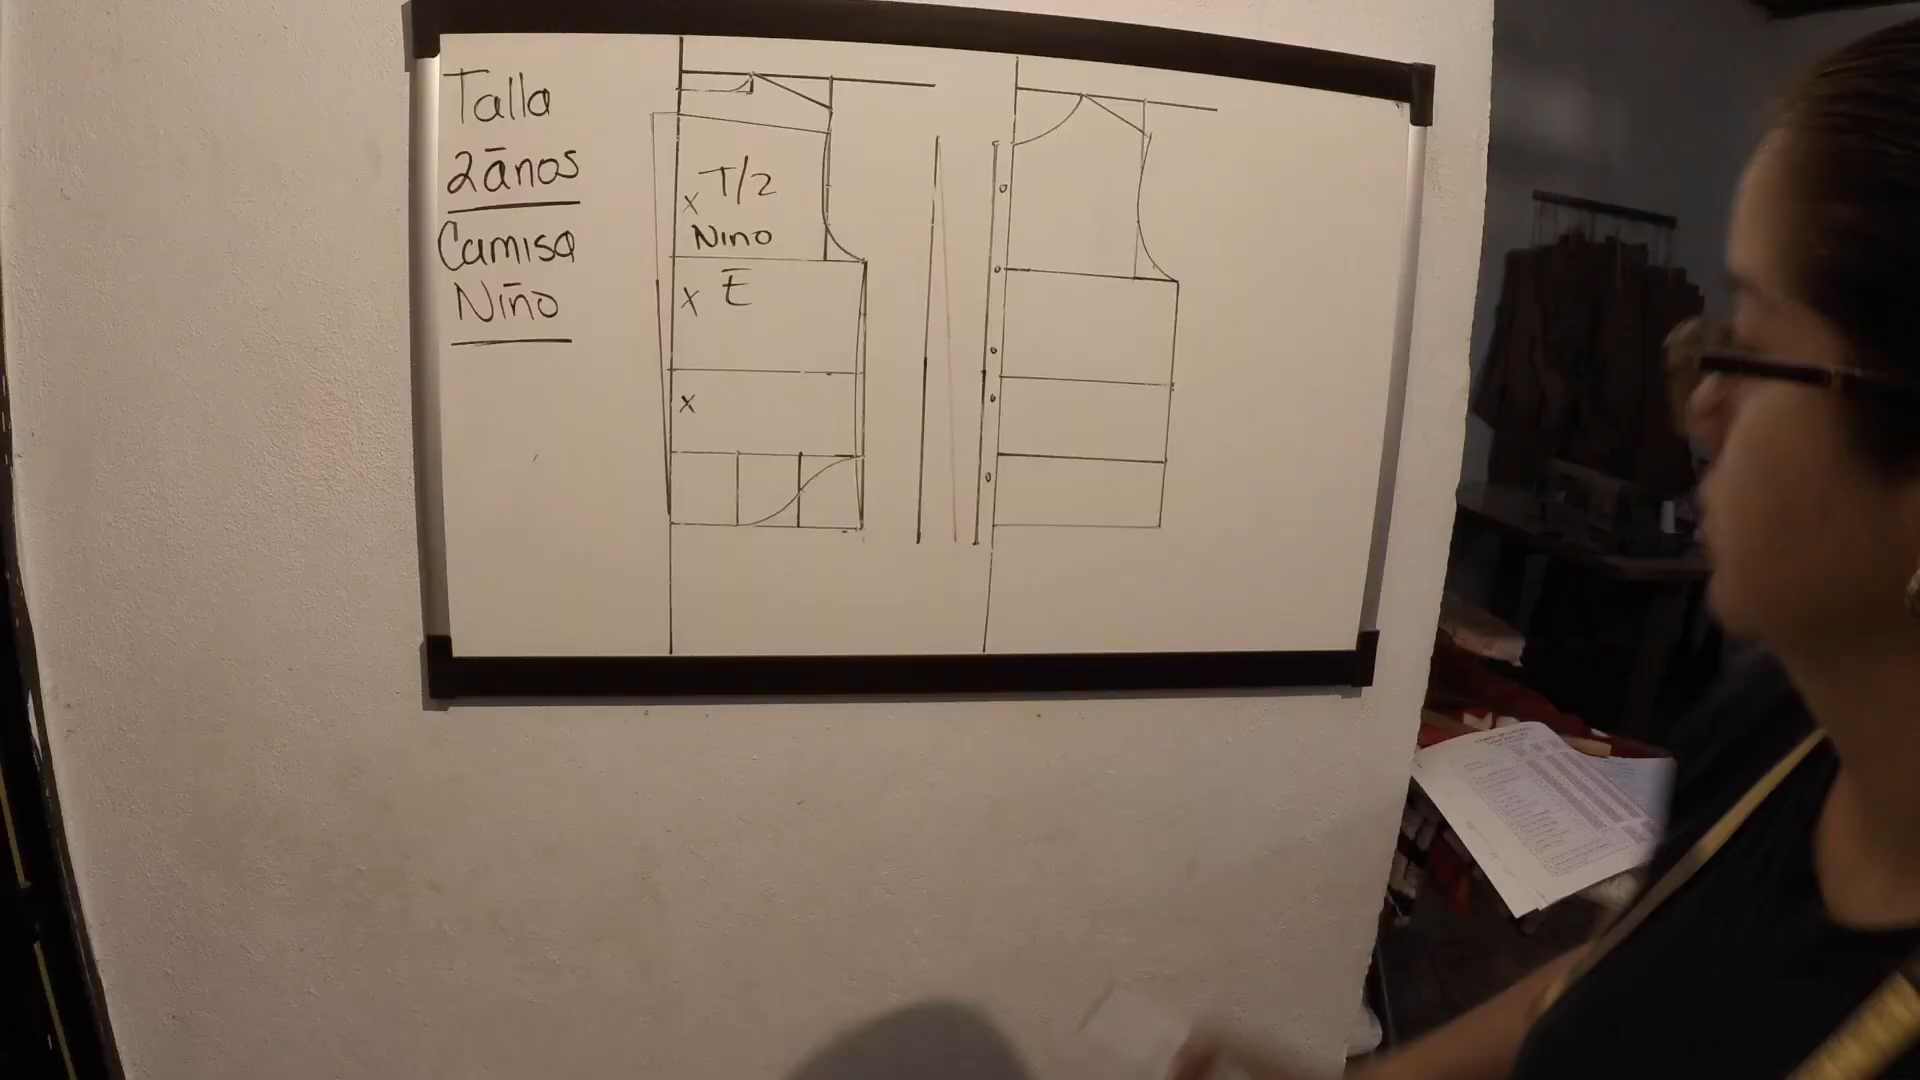 Talla
2 años
Camisa
Niño
x T/2
Nino
x E
x